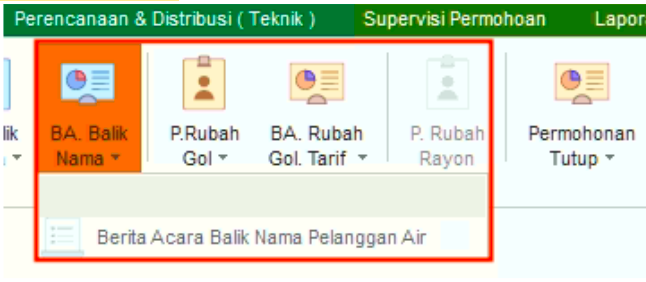 Perencanaan & Distribusi ( Teknik ) Supervisi Permohoan Lapor
lik BA. Balik P.Rubah BA. Rubah P. Rubah Permohonan
Nama Gol Gol. Tarif Rayon Tutup
Berita Acara Balik Nama Pelanggan Air